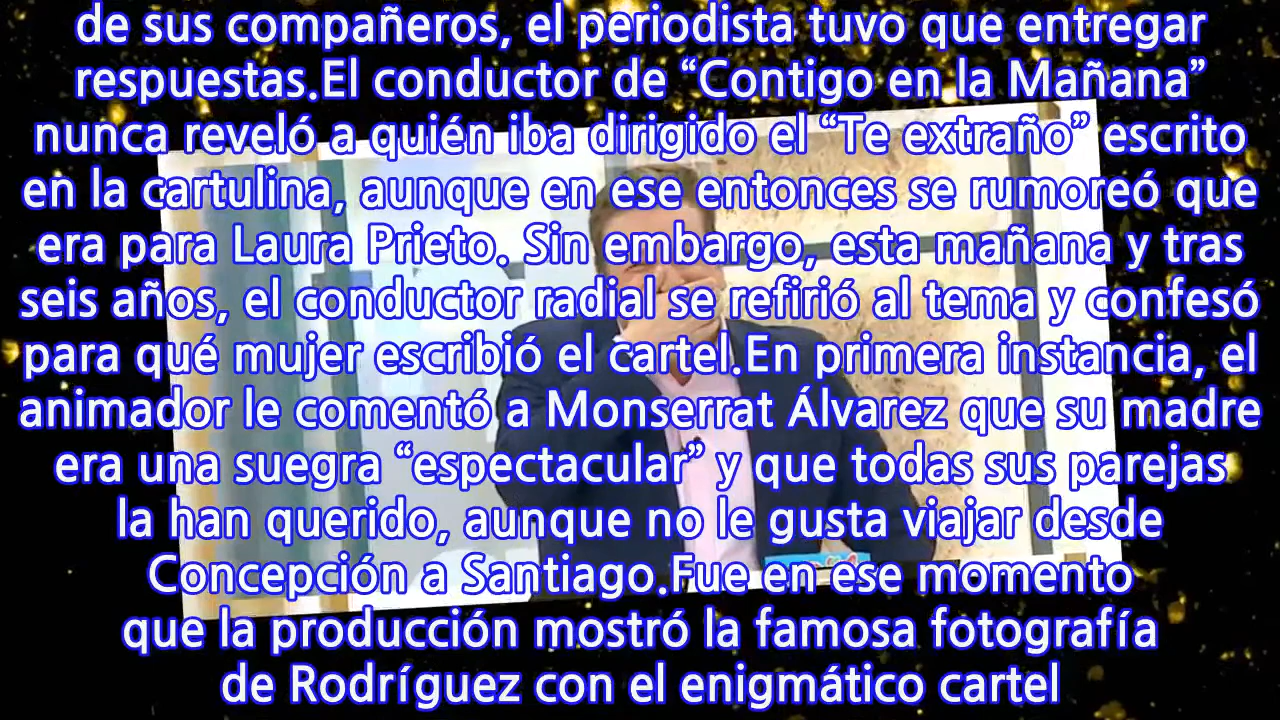 de sus compañeros, el periodista tuvo que entregar
respuestas.El conductor de “Contigo en la Mañana”
nunca reveló a quién iba dirigido el “Te extraño” escrito
en la cartulina, aunque en ese entonces se rumoreó que
era para Laura Prieto. Sin embargo, esta mañana y tras
seis años, el conductor radial se refirió al tema y confesó
para qué mujer escribió el cartel.En primera instancia, el
animador le comentó a Monserrat Álvarez que su madre
era una suegra “espectacular” y que todas sus parejas
la han querido, aunque no le gusta viajar desde
Concepción a Santiago.Fue en ese momento
que la producción mostró la famosa fotografía
de Rodríguez con el enigmático cartel